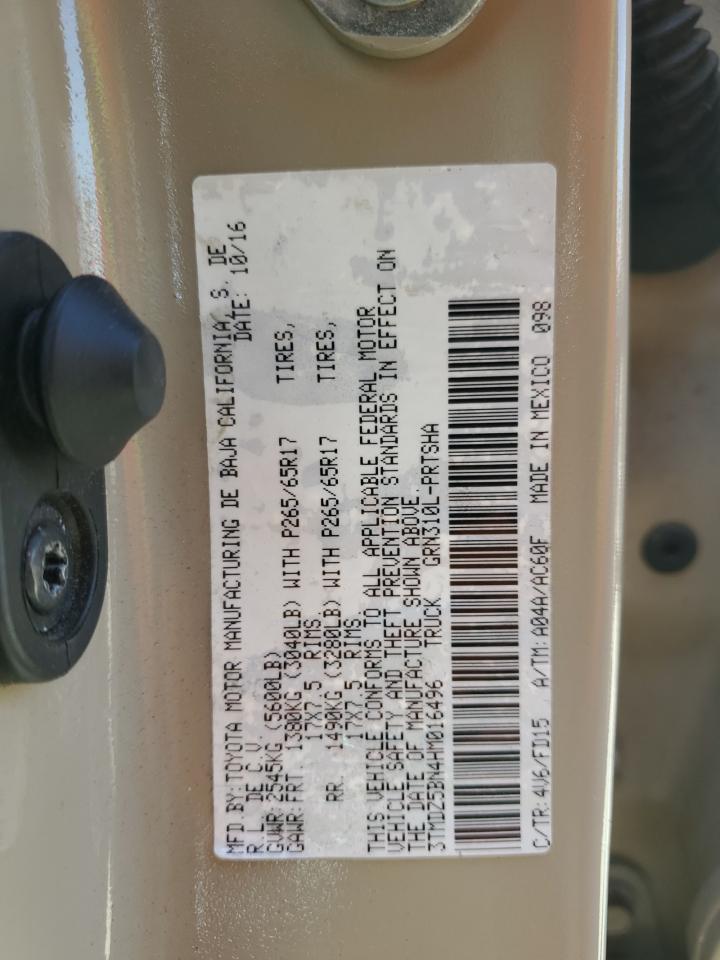 MFD.BY:TOYOTA MOTOR MANUFACTURING DE BAJA CALIFORNIA, S. DE
R.L. DE C.V. DATE: 10/16
GVWR:2545KG (5600LB)
GAWR:FRT. 1380KG (3040LB) WITH P265/65R17 TIRES,
17X7.5 RIMS
RR. 1490KG (3280LB) WITH P265/65R17 TIRES,
17X7.5 RIMS
THIS VEHICLE CONFORMS TO ALL APPLICABLE FEDERAL MOTOR
VEHICLE SAFETY AND THEFT PREVENTION STANDARDS IN EFFECT ON
THE DATE OF MANUFACTURE SHOWN ABOVE.
3TMDZ5BN4HM016496 TRUCK GRN310L-PRTSHA
C/TR:4V6/FD15 A/TM:A04A/AC60F MADE IN MEXICO 098